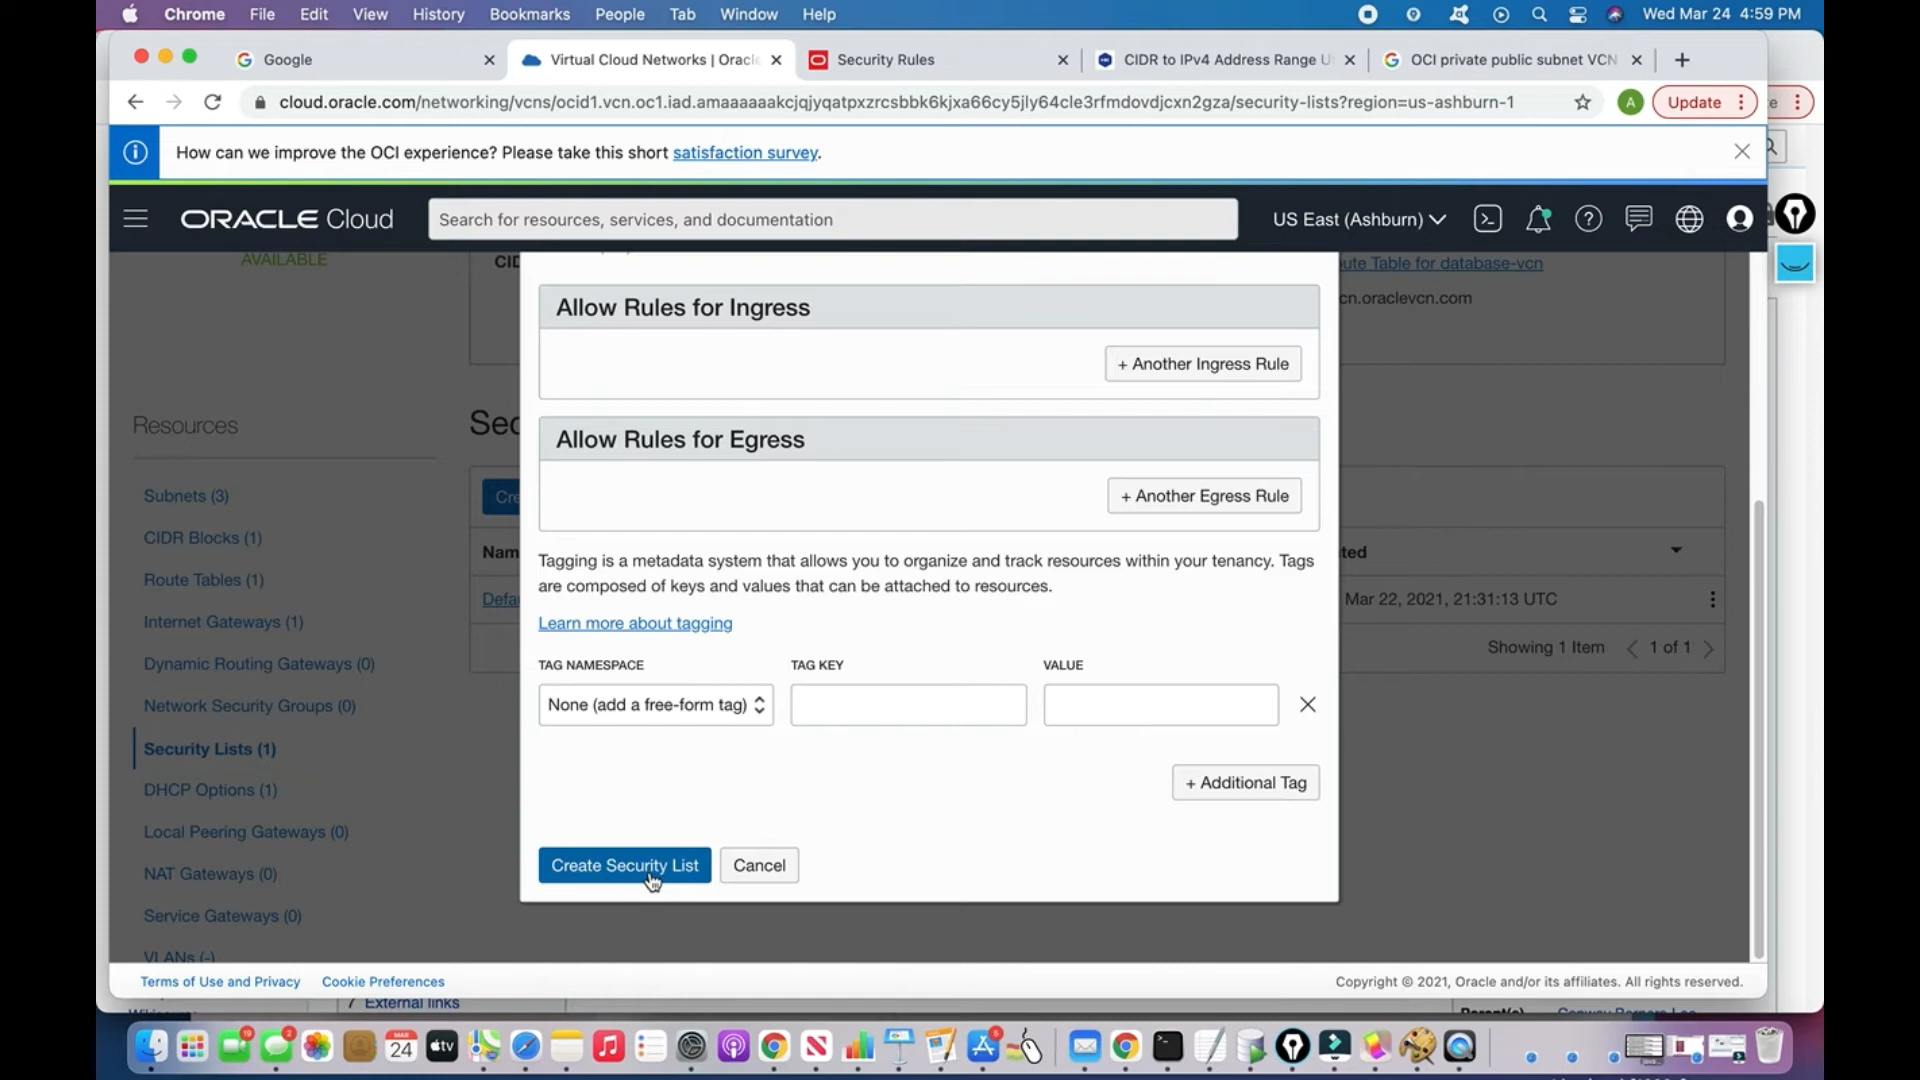 Chrome File Edit View History Bookmarks People Tab Window Help Wed Mar 24 4:59 PM
Google Virtual Cloud Networks | Oracle Security Rules CIDR to IPv4 Address Range U OCI private public subnet VCN
cloud.oracle.com/networking/vcns/ocid1.vcn.oc1.iad.amaaaaaakcjqjyqatpxzrcsbbk6kjxa66cy5jly64cle3rfmdovdjcxn2gza/security-lists?region=us-ashburn-1 A Update
How can we improve the OCI experience? Please take this short satisfaction survey.
ORACLE Cloud Search for resources, services, and documentation US East (Ashburn)
AVAILABLE
CID
ute Table for database-vcn
cn.oraclevcn.com
Allow Rules for Ingress
+ Another Ingress Rule
Allow Rules for Egress
+ Another Egress Rule
Tagging is a metadata system that allows you to organize and track resources within your tenancy. Tags
are composed of keys and values that can be attached to resources.
Learn more about tagging
TAG NAMESPACE TAG KEY VALUE
None (add a free-form tag)
+ Additional Tag
Create Security List Cancel
Resources
Subnets (3)
CIDR Blocks (1)
Route Tables (1)
Internet Gateways (1)
Dynamic Routing Gateways (0)
Network Security Groups (0)
Security Lists (1)
DHCP Options (1)
Local Peering Gateways (0)
NAT Gateways (0)
Service Gateways (0)
VLANs (-)
Sec
Cre
Nam
Defau
ted
Mar 22, 2021, 21:31:13 UTC
Showing 1 Item 1 of 1
Terms of Use and Privacy Cookie Preferences Copyright © 2021, Oracle and/or its affiliates. All rights reserved.
7 External links
19 2 MAR 24 tv 5